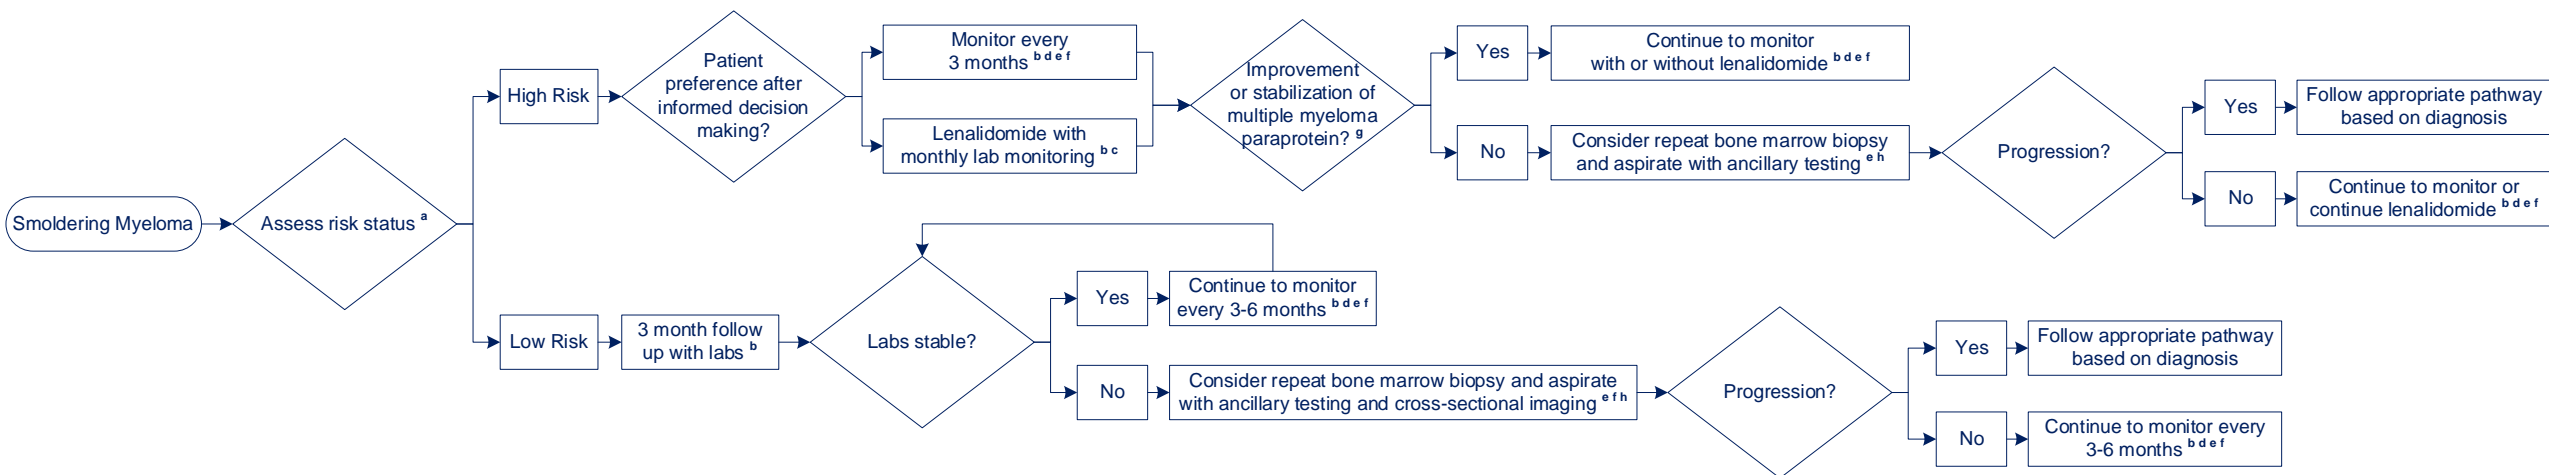 Smoldering Myeloma
Assess risk status a
High Risk
Patient
preference after
informed decision
making?
Monitor every
3 months b d e f
Lenalidomide with
monthly lab monitoring b c
Improvement
or stabilization of
multiple myeloma
paraprotein? g
Yes
Continue to monitor
with or without lenalidomide b d e f
No
Consider repeat bone marrow biopsy
and aspirate with ancillary testing e h
Progression?
Yes
Follow appropriate pathway
based on diagnosis
No
Continue to monitor or
continue lenalidomide b d e f
Low Risk
3 month follow
up with labs b
Labs stable?
Yes
Continue to monitor
every 3-6 months b d e f
No
Consider repeat bone marrow biopsy and aspirate
with ancillary testing and cross-sectional imaging e f h
Progression?
Yes
Follow appropriate pathway
based on diagnosis
No
Continue to monitor every
3-6 months b d e f